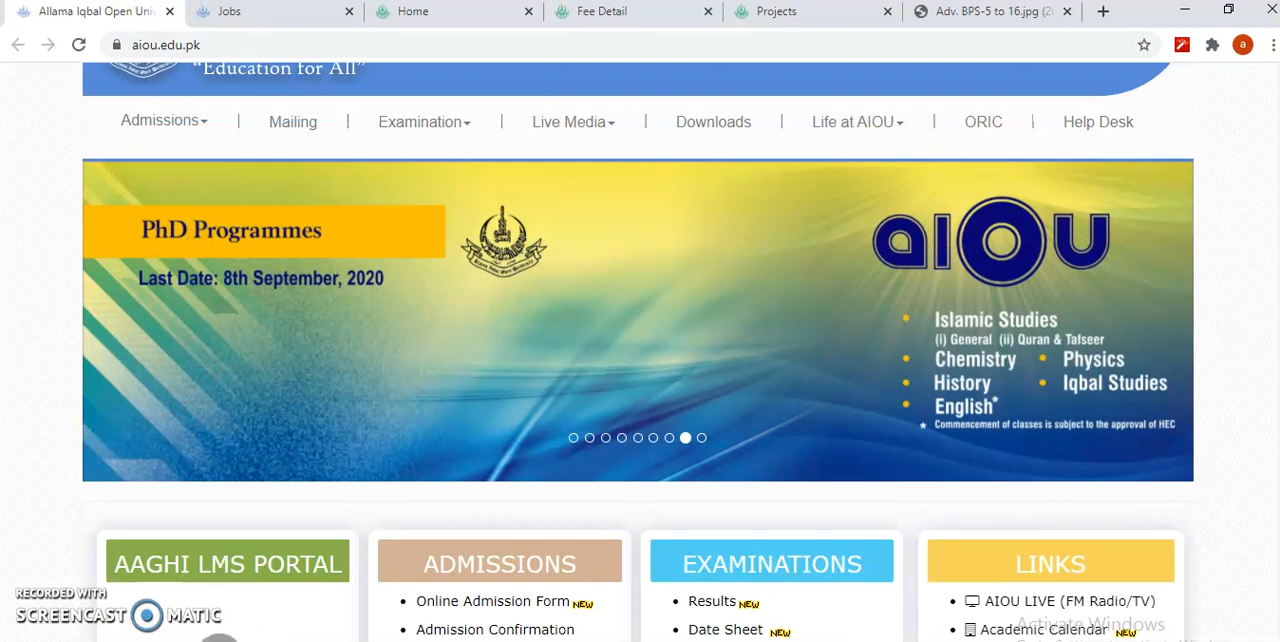 Allama Iqbal Open Univ
Jobs
Home
Fee Detail
Projects
Adv. BPS-5 to 16.jpg (2
aiou.edu.pk
a
"Education for All"
Admissions | Mailing | Examination | Live Media | Downloads | Life at AIOU | ORIC | Help Desk
PhD Programmes
Last Date: 8th September, 2020
AIOU
• Islamic Studies
(i) General (ii) Quran & Tafseer
• Chemistry • Physics
• History • Iqbal Studies
• English*
* Commencement of classes is subject to the approval of HEC
AAGHI LMS PORTAL
ADMISSIONS
• Online Admission Form NEW
• Admission Confirmation
EXAMINATIONS
• Results NEW
• Date Sheet NEW
LINKS
• AIOU LIVE (FM Radio/TV)
• Academic Calendar NEW
Activate Windows
RECORDED WITH
SCREENCAST MATIC